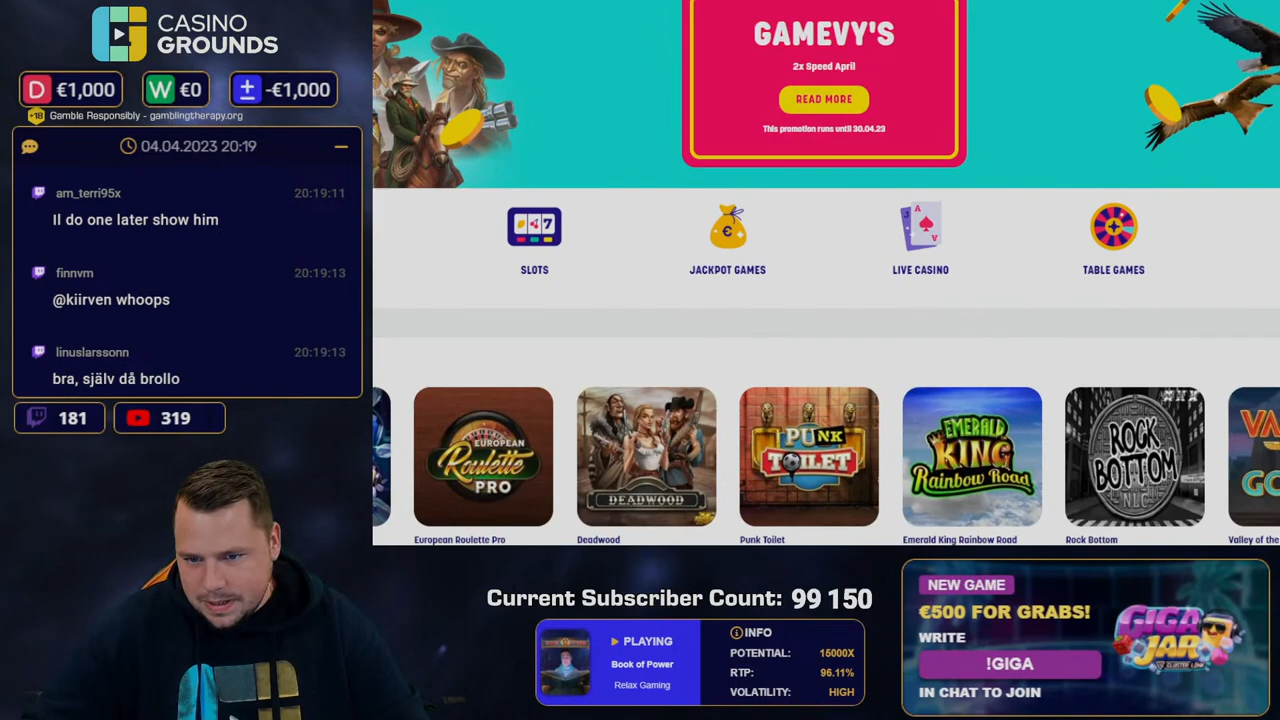 CASINO
GROUNDS
D €1,000
W €0
± -€1,000
+18 Gamble Responsibly - gamblingtherapy.org
04.04.2023 20:19
am_terri95x 20:19:11
Il do one later show him
finnvm 20:19:13
@kiirven whoops
linuslarssonn 20:19:13
bra, själv då brollo
181
319
GAMEVY'S
2x Speed April
READ MORE
This promotion runs until 30.04.23
SLOTS
JACKPOT GAMES
LIVE CASINO
TABLE GAMES
EUROPEAN
Roulette
PRO
DEADWOOD
PUNK
TOILET
EMERALD
KING
Rainbow Road
ROCK
BOTTOM
NLC
European Roulette Pro
Deadwood
Punk Toilet
Emerald King Rainbow Road
Rock Bottom
Valley of the
Current Subscriber Count: 99 150
PLAYING
Book of Power
Relax Gaming
INFO
POTENTIAL: 15000X
RTP: 96.11%
VOLATILITY: HIGH
NEW GAME
€500 FOR GRABS!
WRITE
!GIGA
IN CHAT TO JOIN
GIGA
JAR
CLUSTER LINK